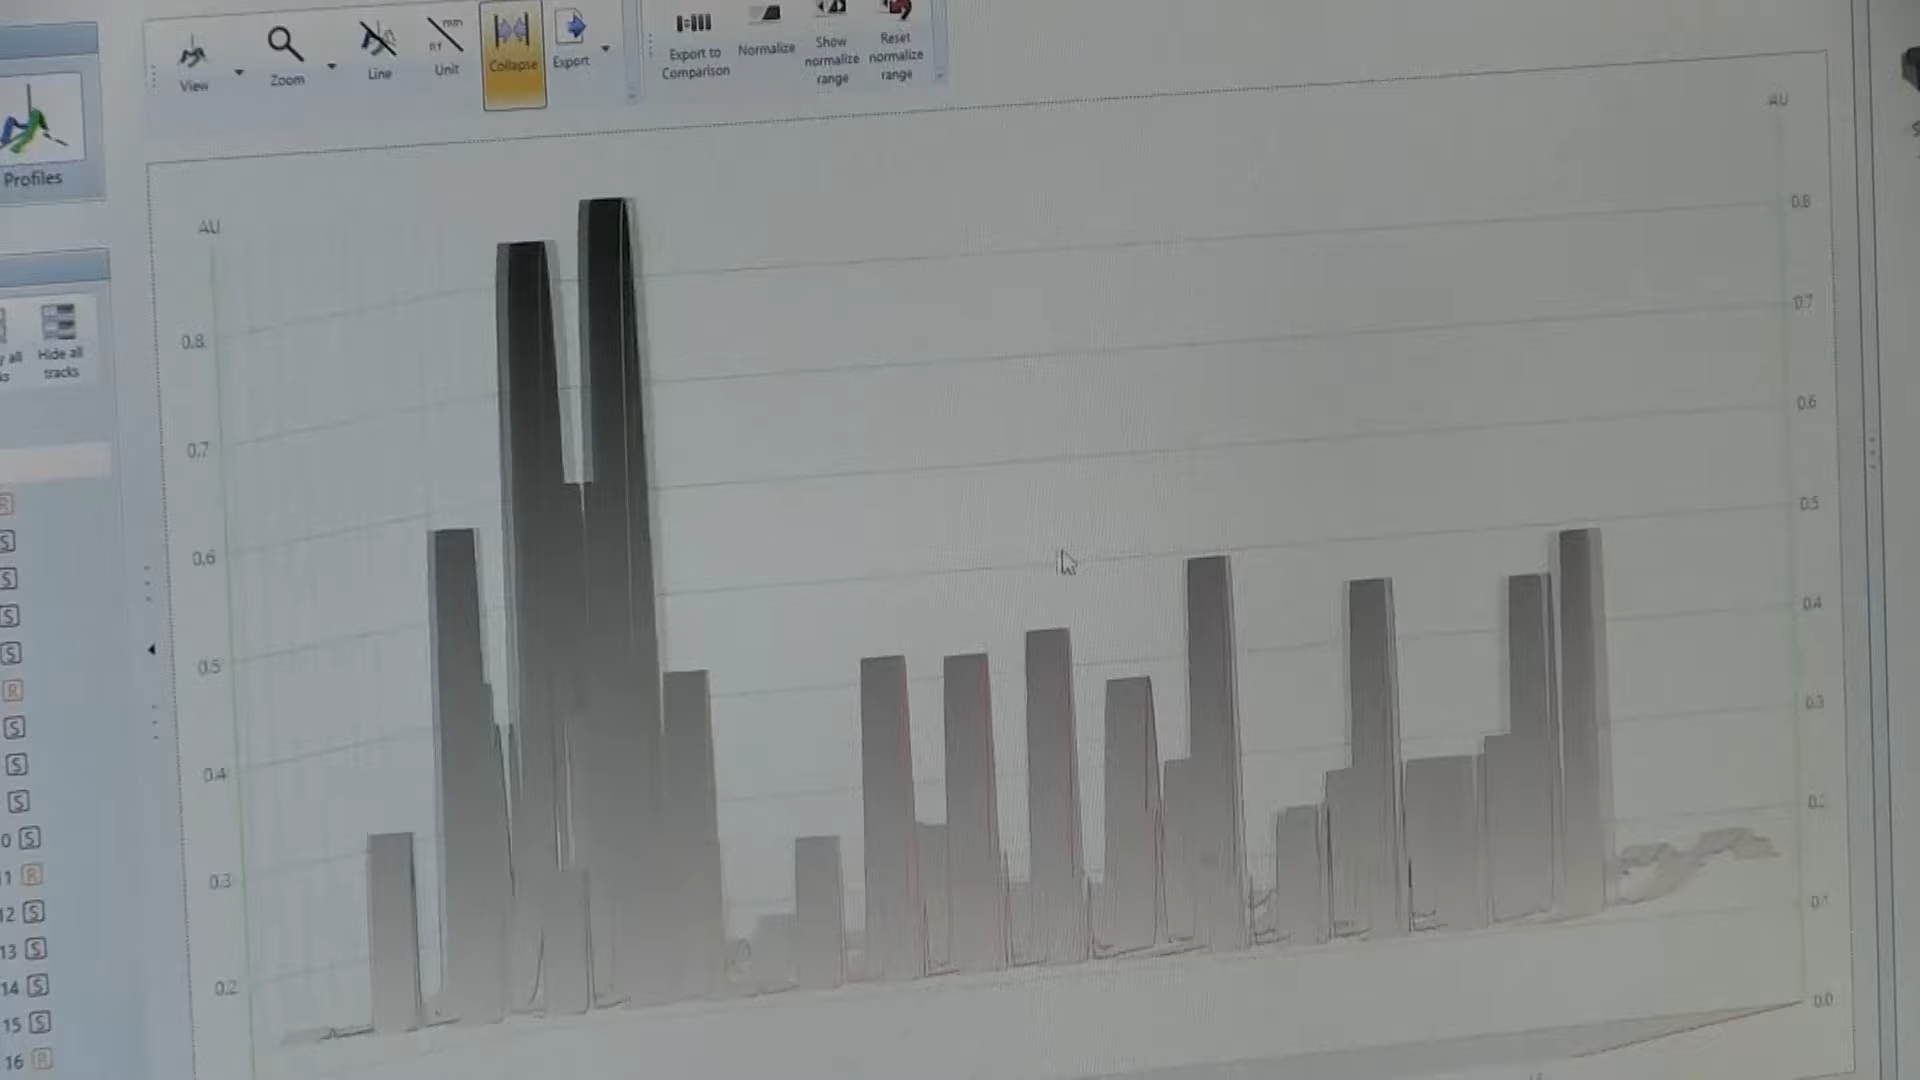 View
Zoom
Line
mm
Rf
Unit
Collapse
Export
Export to
Comparison
Normalize
Show
normalize
range
Reset
normalize
range
Profiles
Hide all
tracks
AU
0.8
0.7
0.6
0.5
0.4
0.3
0.2
AU
0.8
0.7
0.6
0.5
0.4
0.3
0.2
0.1
0.0
R
S
S
S
S
R
S
S
S
0 S
1 R
12 S
13 S
14 S
15 S
16 R